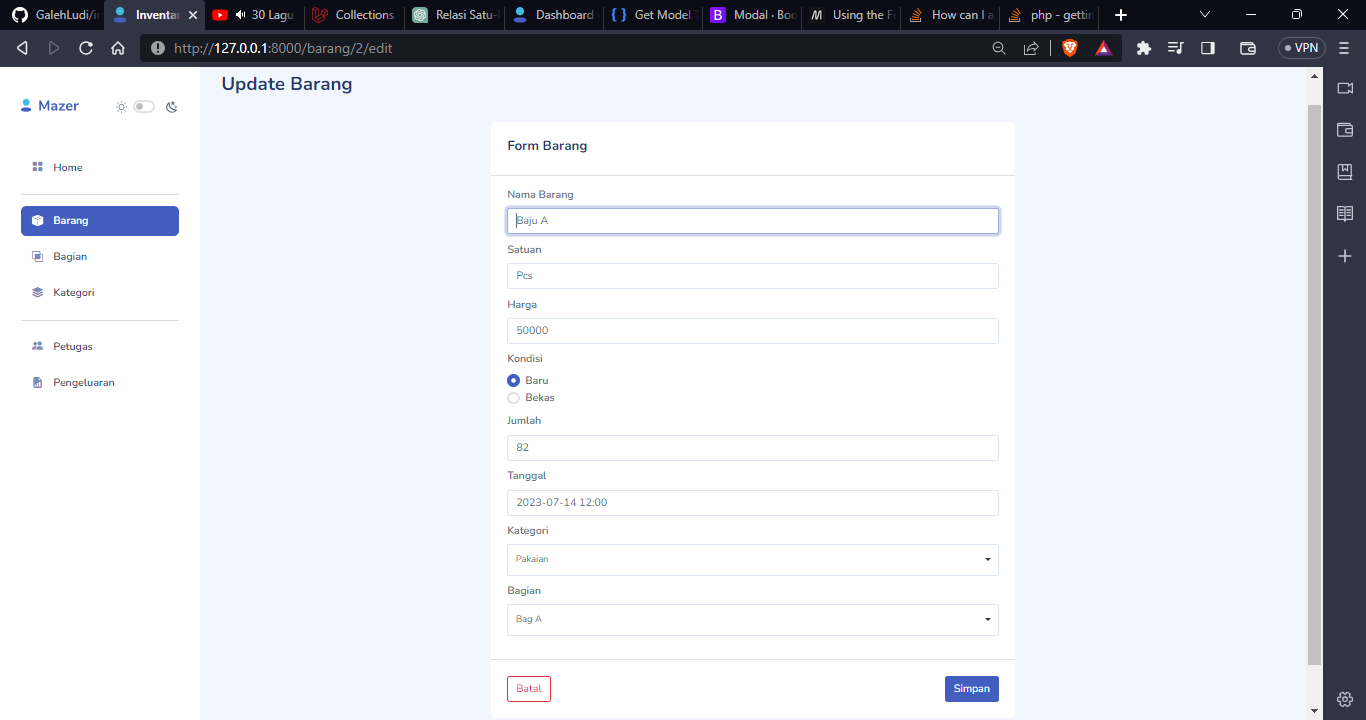 GalehLudi/i
Inventar
30 Lagu
Collections
Relasi Satu-
Dashboard
Get Model T
Modal · Boo
Using the F
How can I a
php - gettin
http://127.0.0.1:8000/barang/2/edit
VPN
Mazer
Home
Barang
Bagian
Kategori
Petugas
Pengeluaran
Update Barang
Form Barang
Nama Barang
Baju A
Satuan
Pcs
Harga
50000
Kondisi
Baru
Bekas
Jumlah
82
Tanggal
2023-07-14 12:00
Kategori
Pakaian
Bagian
Bag A
Batal
Simpan